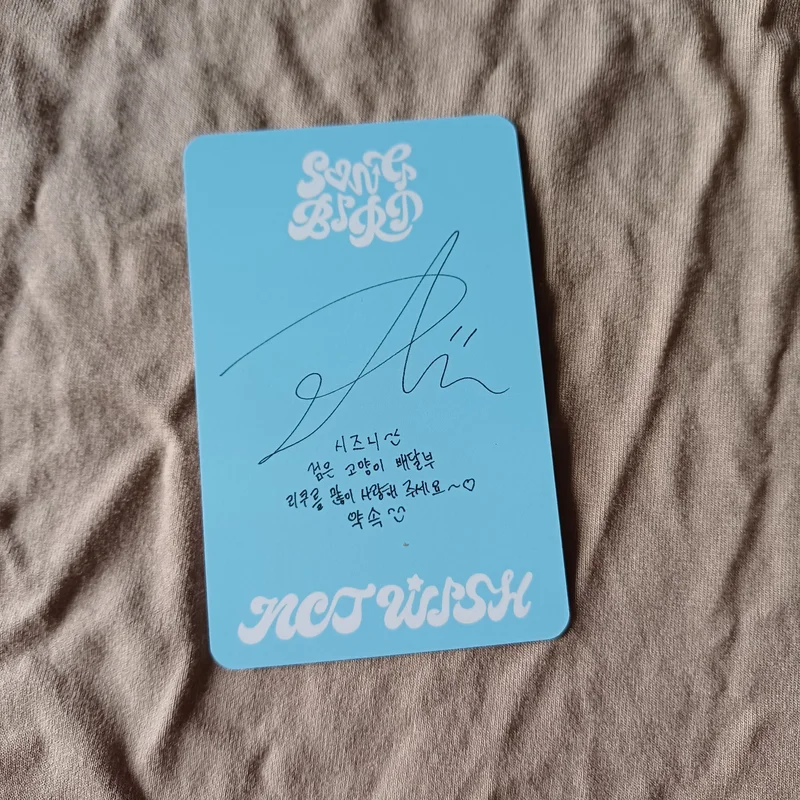 SONG
BIRD
시즈니
검은 고양이 배달부
리쿠를 많이 사랑해 주세요~♡
약속
NCT WISH